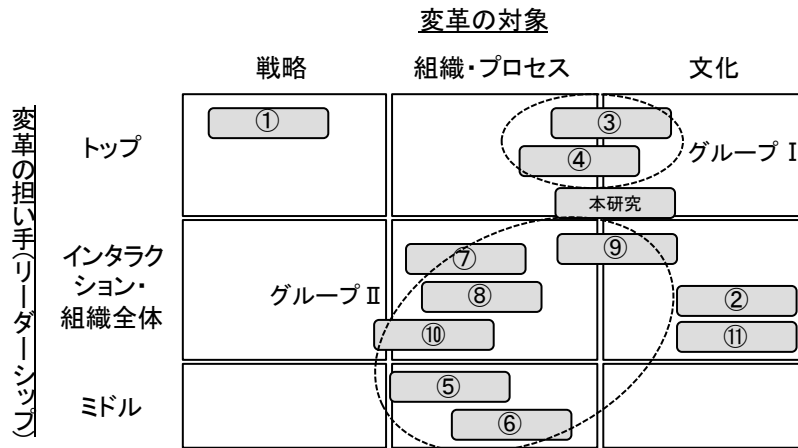 変革の対象
戦略
組織・プロセス
文化
変革の担い手(リーダーシップ)
トップ
①
③
④
グループ Ⅰ
本研究
インタラク
ション・
組織全体
⑦
⑨
グループ Ⅱ
⑧
②
⑩
⑪
ミドル
⑤
⑥